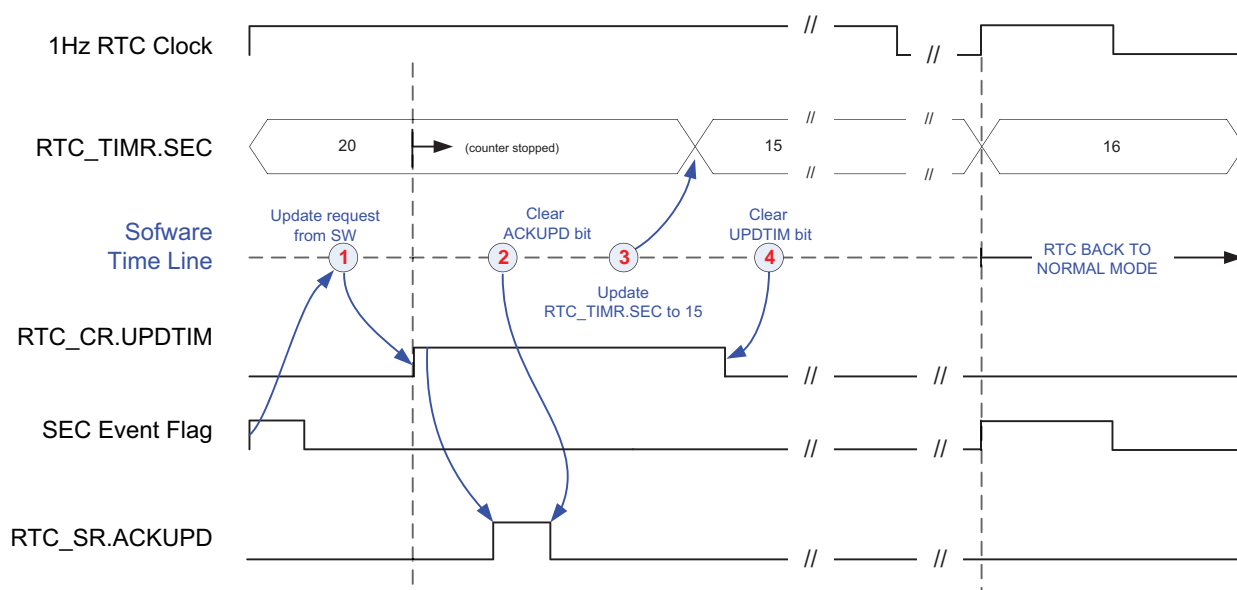 1Hz RTC Clock
//
//
RTC_TIMR.SEC
20
(counter stopped)
//
15
//
//
//
16
Sofware
Time Line
Update request
from SW
1
Clear
ACKUPD bit
2
3
Update
RTC_TIMR.SEC to 15
Clear
UPDTIM bit
4
RTC BACK TO
NORMAL MODE
RTC_CR.UPDTIM
//
//
SEC Event Flag
//
//
RTC_SR.ACKUPD
//
//